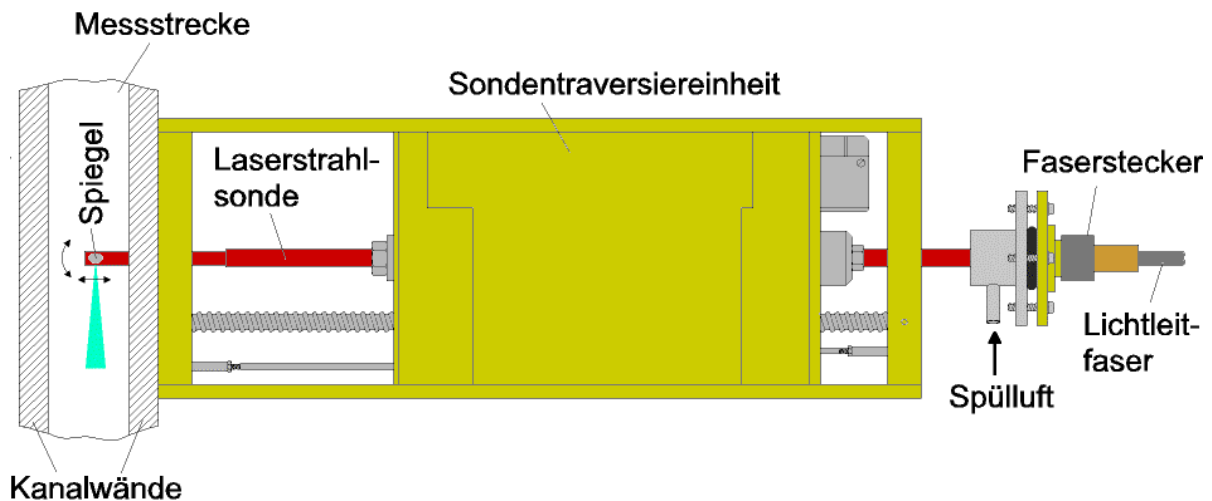 Messstrecke
Sondentraversiereinheit
Spiegel
Laserstrahl-
sonde
Faserstecker
Lichtleit-
faser
Spülluft
Kanalwände